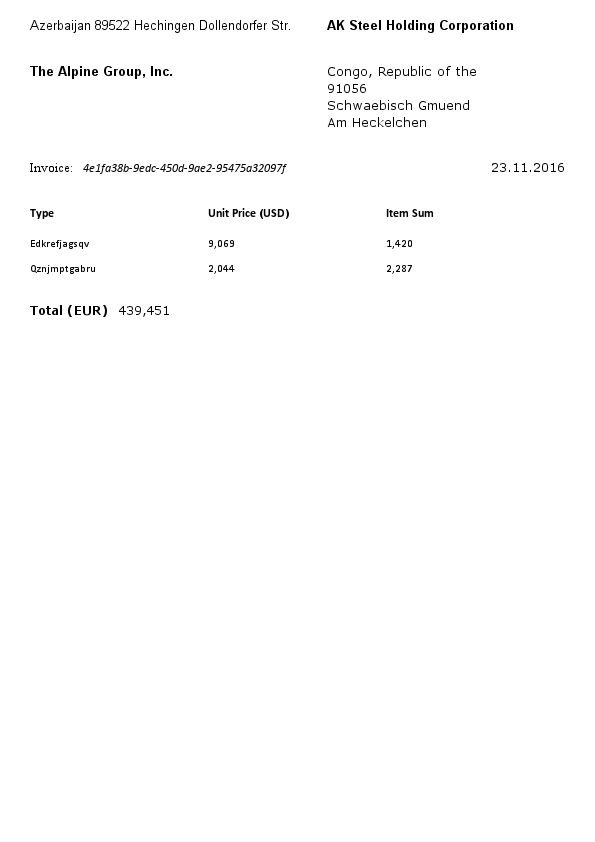 Azerbaijan 89522 Hechingen Dollendorfer Str.
AK Steel Holding Corporation
The Alpine Group, Inc.
Congo, Republic of the
91056
Schwaebisch Gmuend
Am Heckelchen
Invoice: 4e1fa38b-9edc-450d-9ae2-95475a32097f
23.11.2016
Type Unit Price (USD) Item Sum
Edkrefjagsqv 9,069 1,420
Qznjmptgabru 2,044 2,287
Total (EUR) 439,451